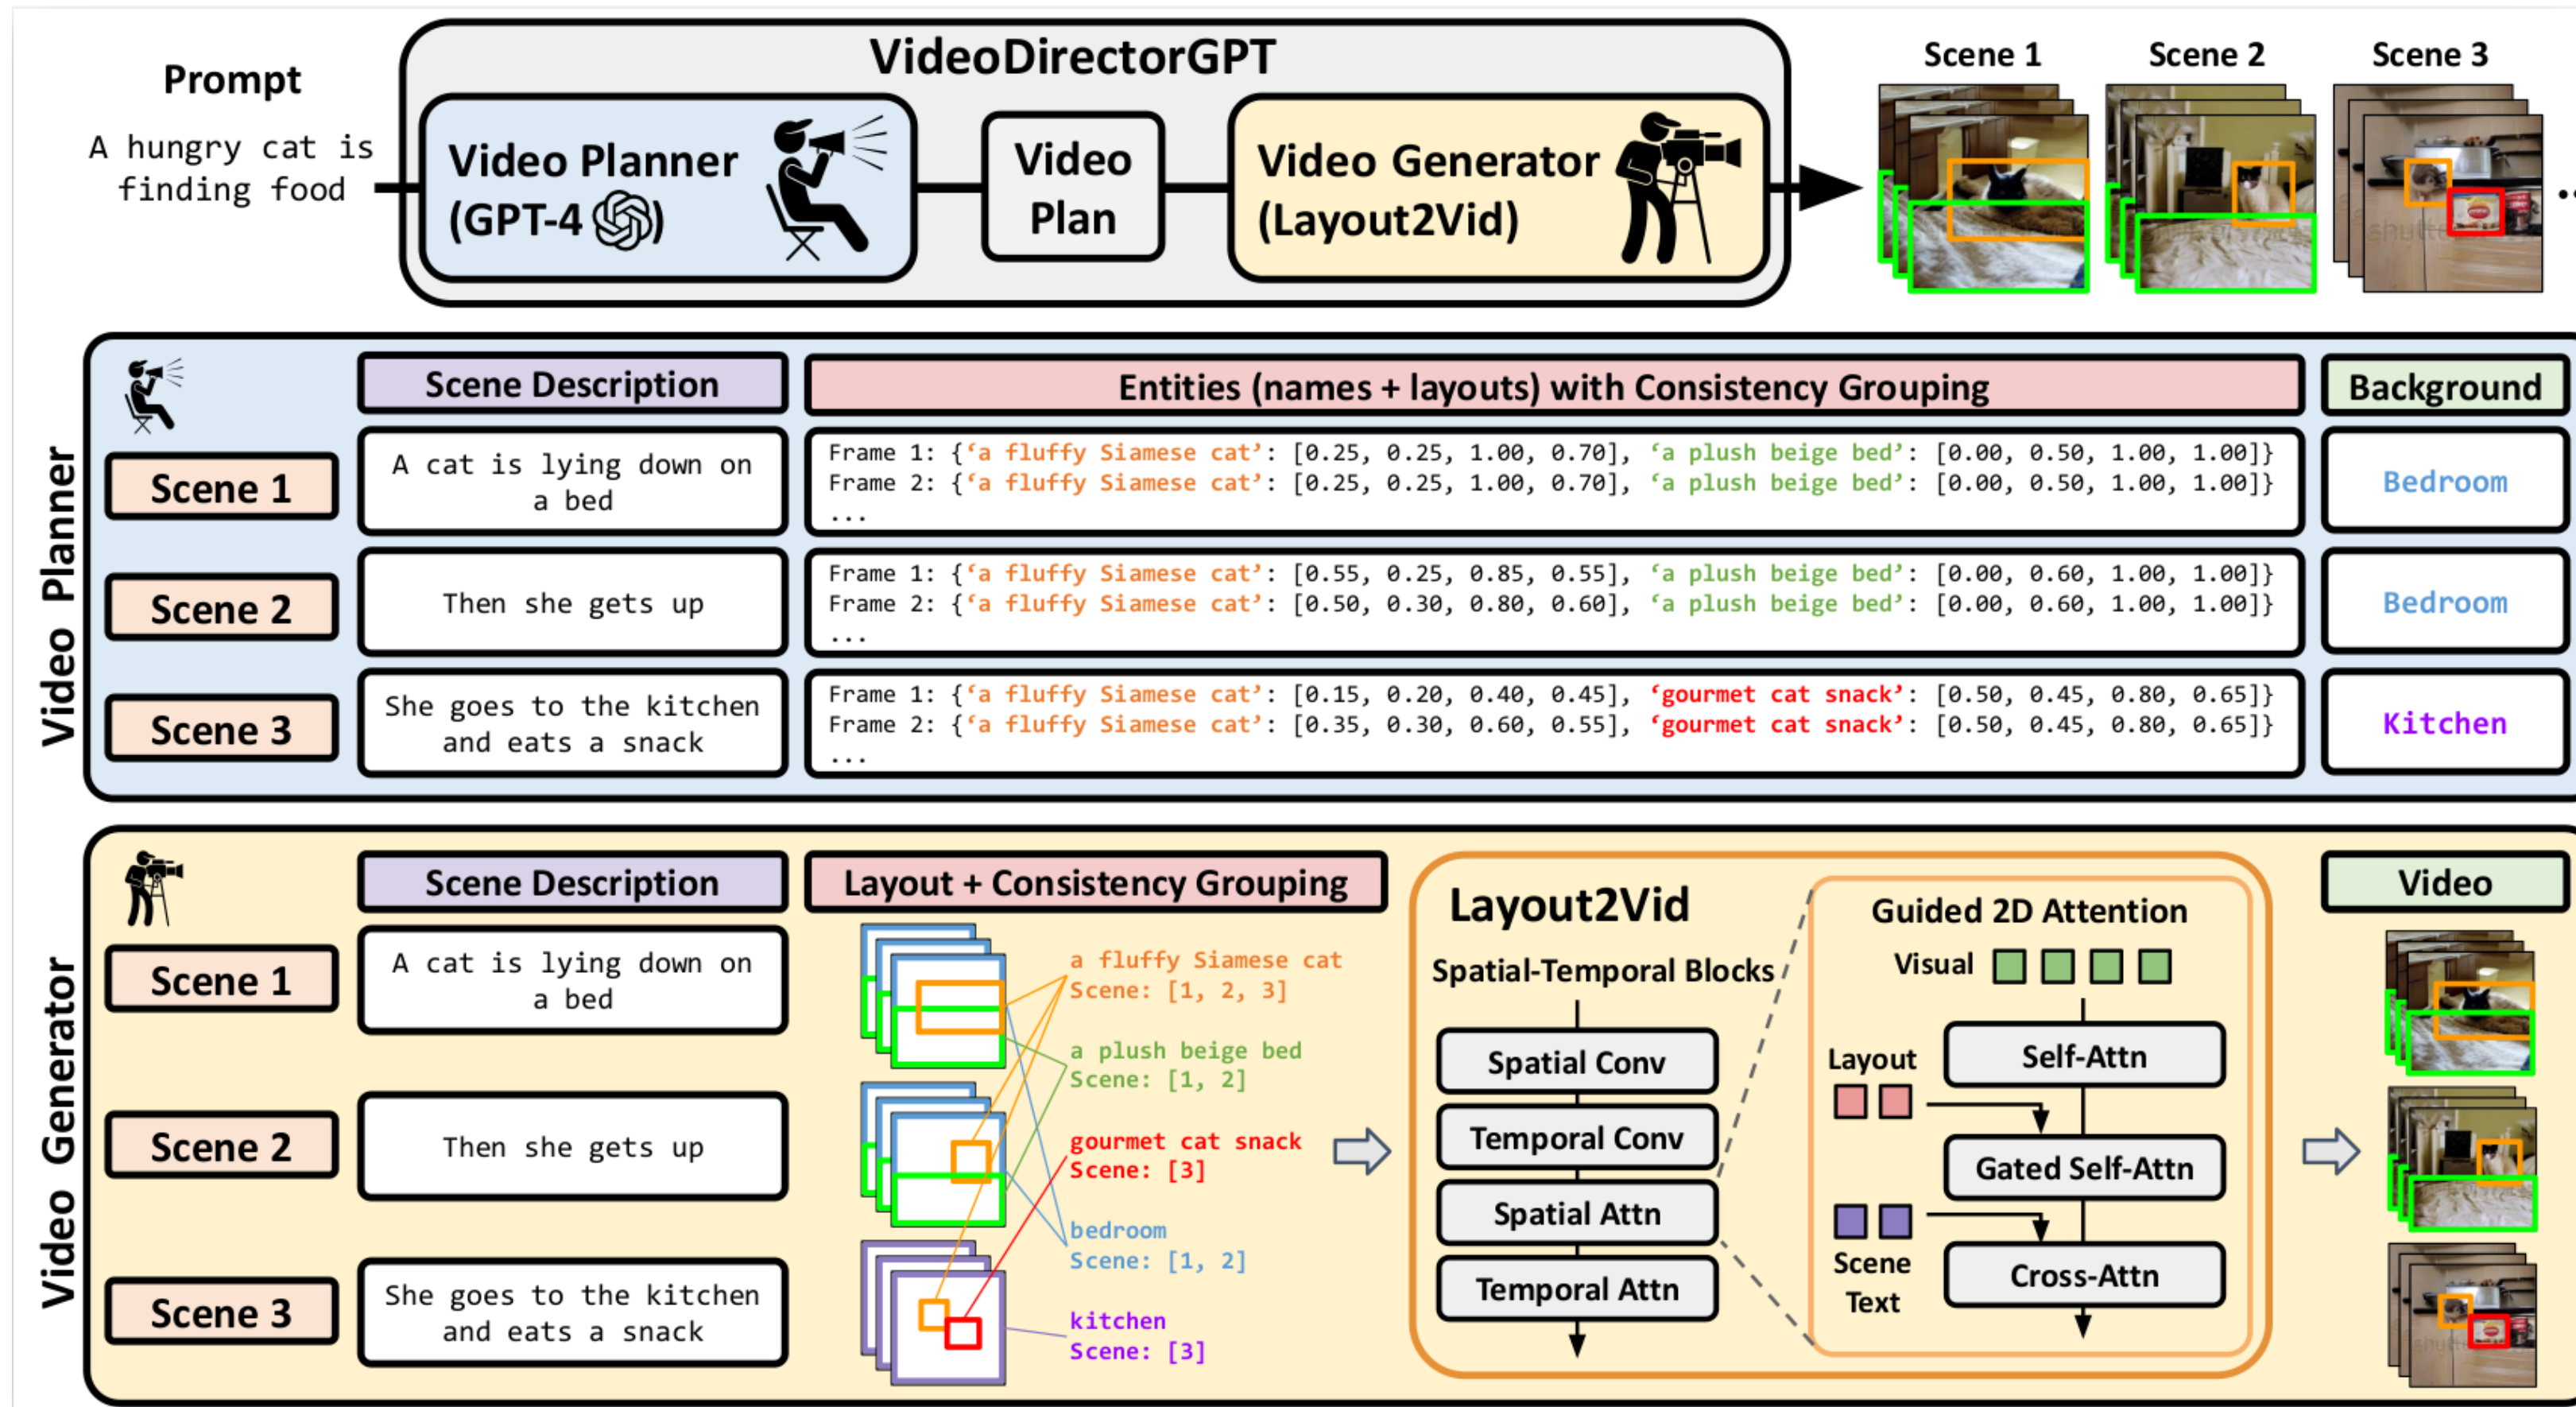 VideoDirectorGPT
Prompt
A hungry cat is
finding food
Video Planner
(GPT-4 )
Video
Plan
Video Generator
(Layout2Vid)
Scene 1
Scene 2
Scene 3
...
Video Planner
Scene Description
Entities (names + layouts) with Consistency Grouping
Background
Scene 1
A cat is lying down on
a bed
Frame 1: {‘a fluffy Siamese cat’: [0.25, 0.25, 1.00, 0.70], ‘a plush beige bed’: [0.00, 0.50, 1.00, 1.00]}
Frame 2: {‘a fluffy Siamese cat’: [0.25, 0.25, 1.00, 0.70], ‘a plush beige bed’: [0.00, 0.50, 1.00, 1.00]}
...
Bedroom
Scene 2
Then she gets up
Frame 1: {‘a fluffy Siamese cat’: [0.55, 0.25, 0.85, 0.55], ‘a plush beige bed’: [0.00, 0.60, 1.00, 1.00]}
Frame 2: {‘a fluffy Siamese cat’: [0.50, 0.30, 0.80, 0.60], ‘a plush beige bed’: [0.00, 0.60, 1.00, 1.00]}
...
Bedroom
Scene 3
She goes to the kitchen
and eats a snack
Frame 1: {‘a fluffy Siamese cat’: [0.15, 0.20, 0.40, 0.45], ‘gourmet cat snack’: [0.50, 0.45, 0.80, 0.65]}
Frame 2: {‘a fluffy Siamese cat’: [0.35, 0.30, 0.60, 0.55], ‘gourmet cat snack’: [0.50, 0.45, 0.80, 0.65]}
...
Kitchen
Video Generator
Scene Description
Layout + Consistency Grouping
Video
Scene 1
A cat is lying down on
a bed
Scene 2
Then she gets up
Scene 3
She goes to the kitchen
and eats a snack
a fluffy Siamese cat
Scene: [1, 2, 3]
a plush beige bed
Scene: [1, 2]
gourmet cat snack
Scene: [3]
bedroom
Scene: [1, 2]
kitchen
Scene: [3]
Layout2Vid
Spatial-Temporal Blocks
Spatial Conv
Temporal Conv
Spatial Attn
Temporal Attn
Guided 2D Attention
Visual
Layout
Self-Attn
Gated Self-Attn
Scene
Text
Cross-Attn